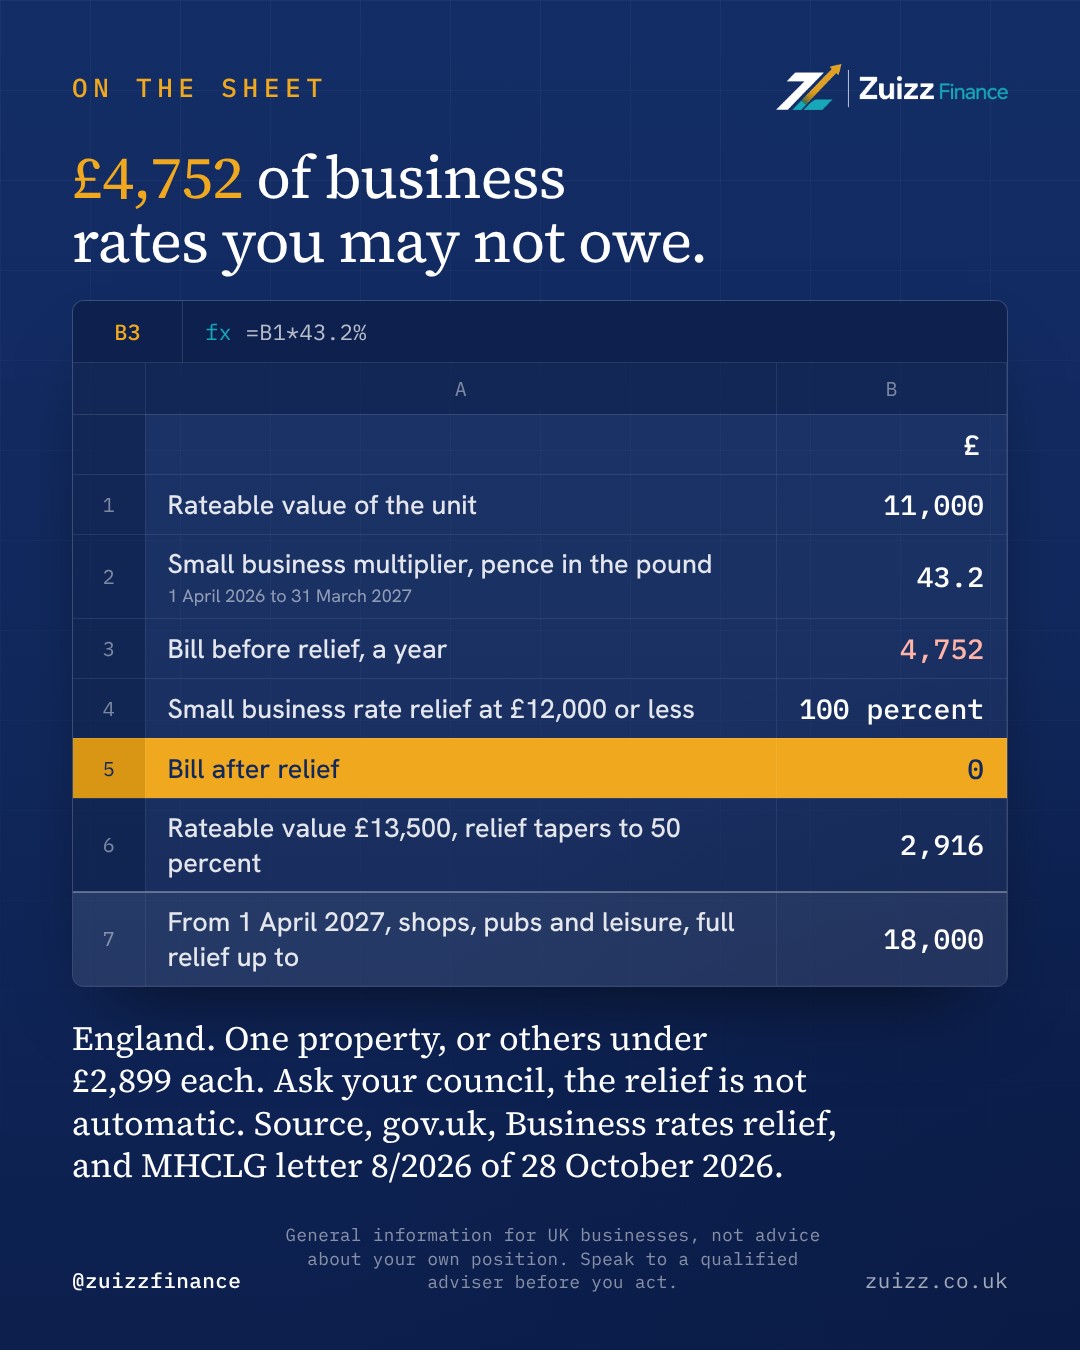 ON THE SHEET
Zuizz Finance
£4,752 of business
rates you may not owe.
B3 fx =B1*43.2%
A B
£
1 Rateable value of the unit 11,000
2 Small business multiplier, pence in the pound 43.2
1 April 2026 to 31 March 2027
3 Bill before relief, a year 4,752
4 Small business rate relief at £12,000 or less 100 percent
5 Bill after relief 0
6 Rateable value £13,500, relief tapers to 50
percent 2,916
7 From 1 April 2027, shops, pubs and leisure, full
relief up to 18,000
England. One property, or others under
£2,899 each. Ask your council, the relief is not
automatic. Source, gov.uk, Business rates relief,
and MHCLG letter 8/2026 of 28 October 2026.
General information for UK businesses, not advice
about your own position. Speak to a qualified
adviser before you act.
@zuizzfinance
zuizz.co.uk